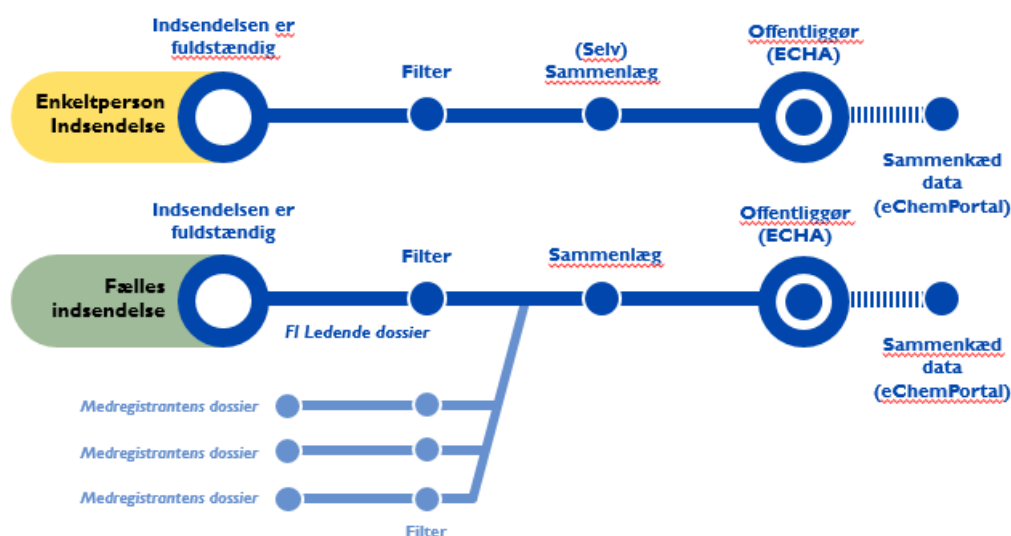 Indsendelsen er
fuldstændig
Filter
(Selv)
Sammenlæg
Offentliggør
(ECHA)
Enkeltperson
Indsendelse
Sammenkæd
data
(eChemPortal)
Indsendelsen er
fuldstændig
Filter
Sammenlæg
Offentliggør
(ECHA)
Fælles
indsendelse
FI Ledende dossier
Sammenkæd
data
(eChemPortal)
Medregistrantens dossier
Medregistrantens dossier
Medregistrantens dossier
Filter